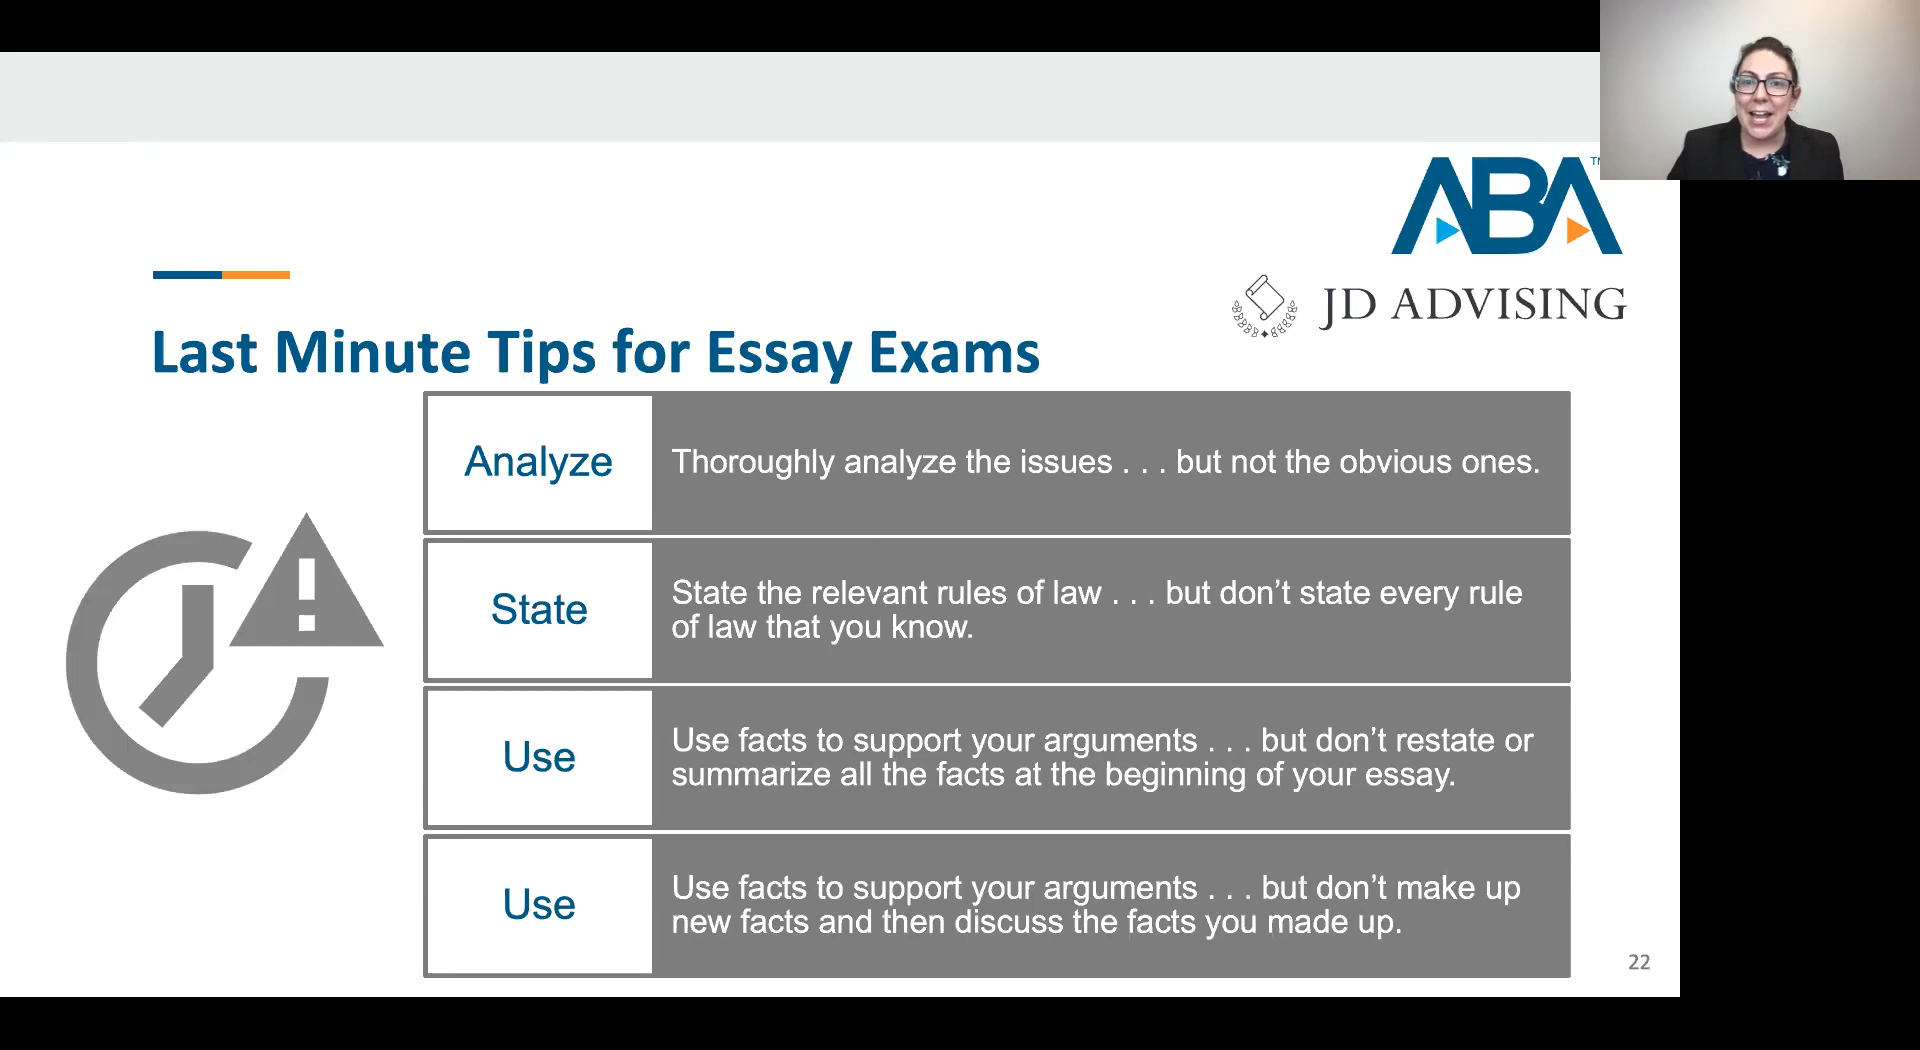 ABA
TM
JD ADVISING
Last Minute Tips for Essay Exams
Analyze
Thoroughly analyze the issues . . . but not the obvious ones.
State
State the relevant rules of law . . . but don’t state every rule
of law that you know.
Use
Use facts to support your arguments . . . but don’t restate or
summarize all the facts at the beginning of your essay.
Use
Use facts to support your arguments . . . but don’t make up
new facts and then discuss the facts you made up.
22